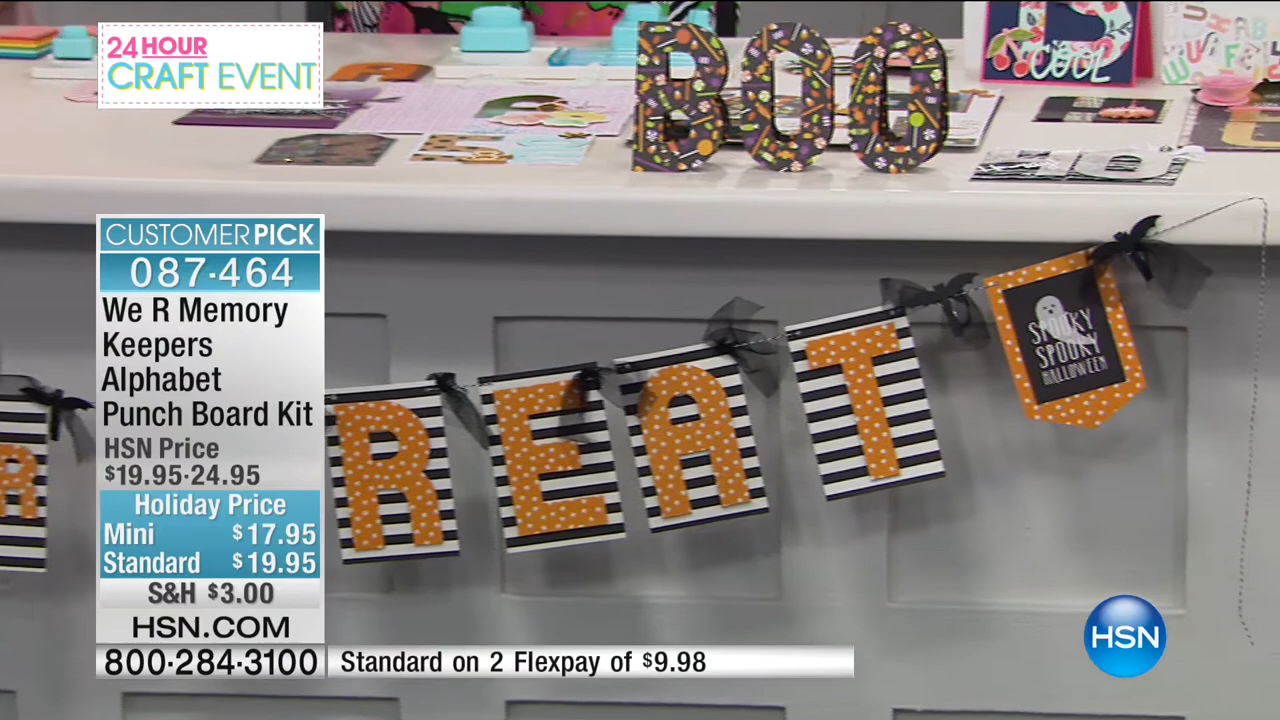 24 HOUR
CRAFT EVENT
BOO
COOL
CUSTOMER PICK
087·464
We R Memory
Keepers
Alphabet
Punch Board Kit
HSN Price
$19.95-24.95
Holiday Price
Mini $17.95
Standard $19.95
S&H $3.00
HSN.COM
800·284·3100
Standard on 2 Flexpay of $9.98
R E A T
SPOOKY
SPOOKY
HALLOWEEN
HSN